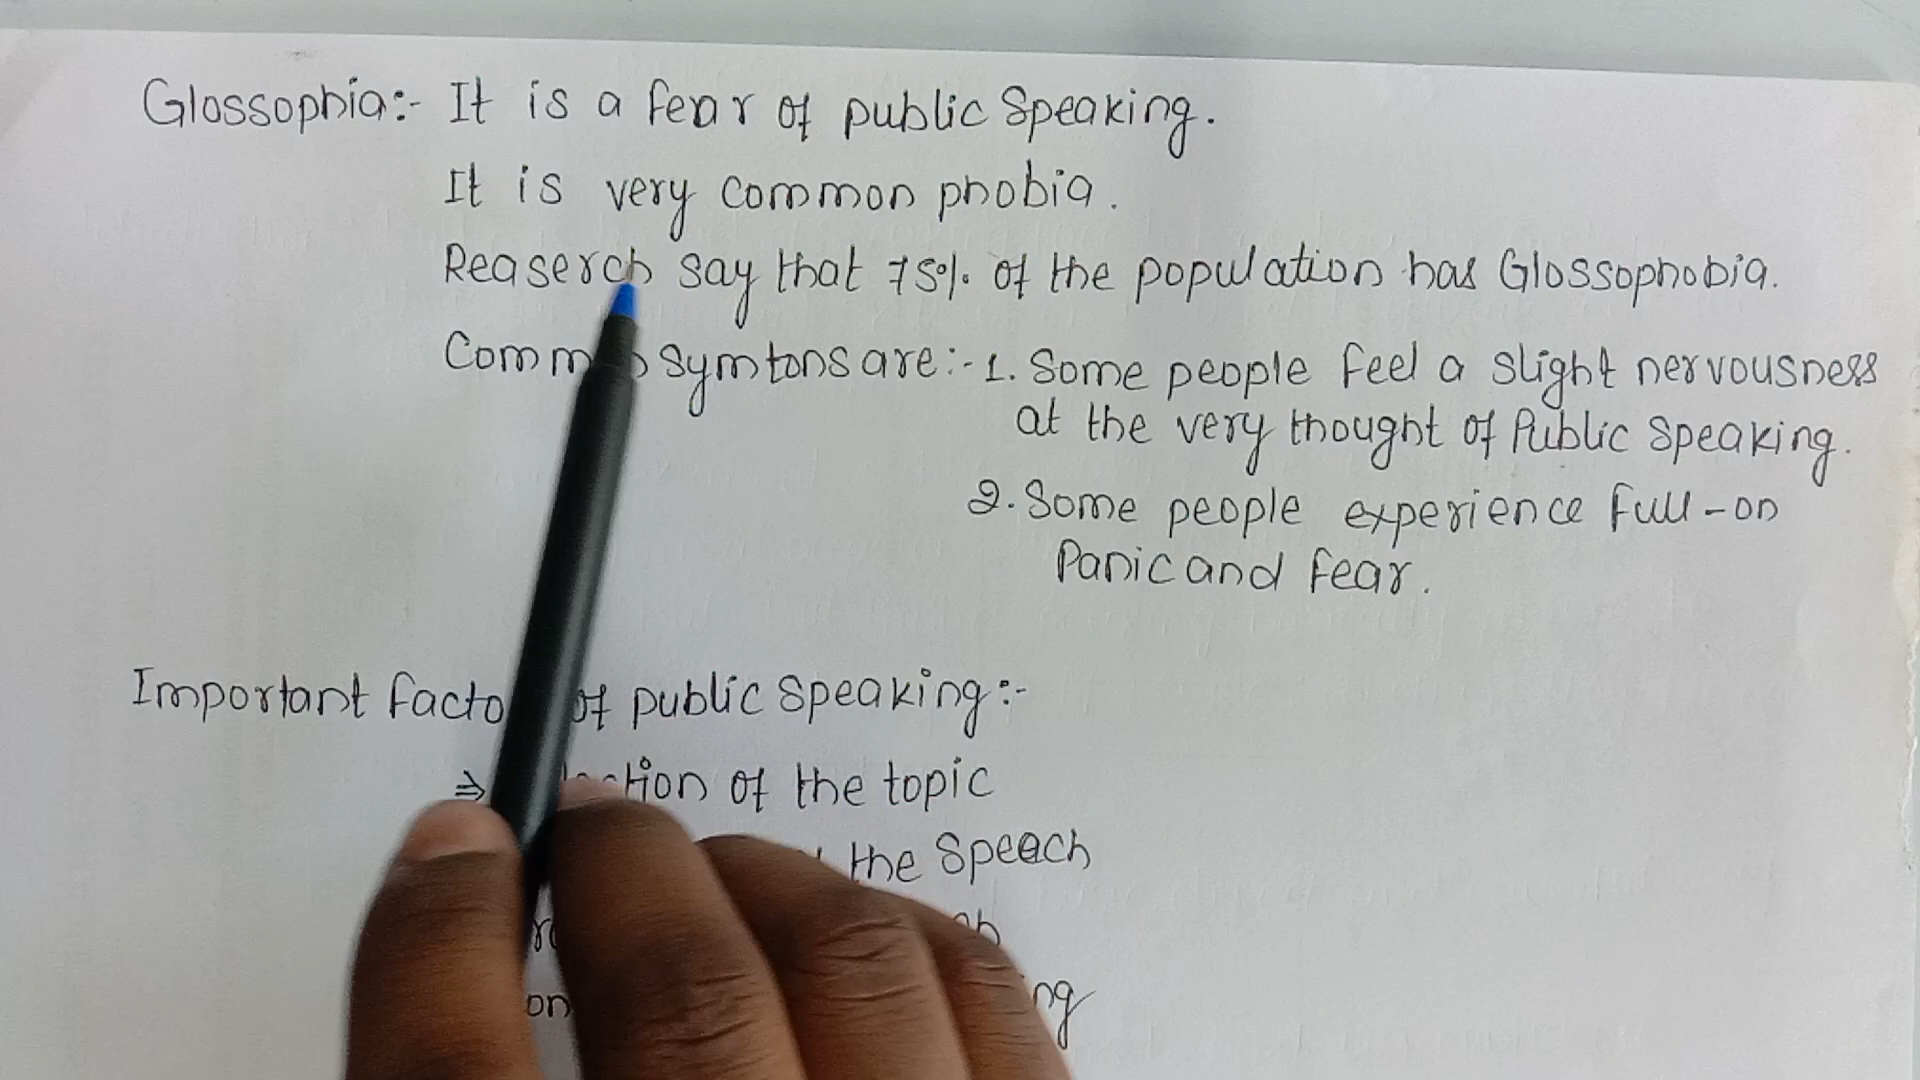 Glossophia:- It is a fear of public Speaking.
It is very Common phobia.
Reaserch say that 75% of the population has Glossophobia.
Symtons are:- 1. Some people feel a slight nervousness
at the very thought of Public Speaking.
2. Some people experience full-on
Panic and fear.
Important of public Speaking:-
⇒ of the topic
the Speech